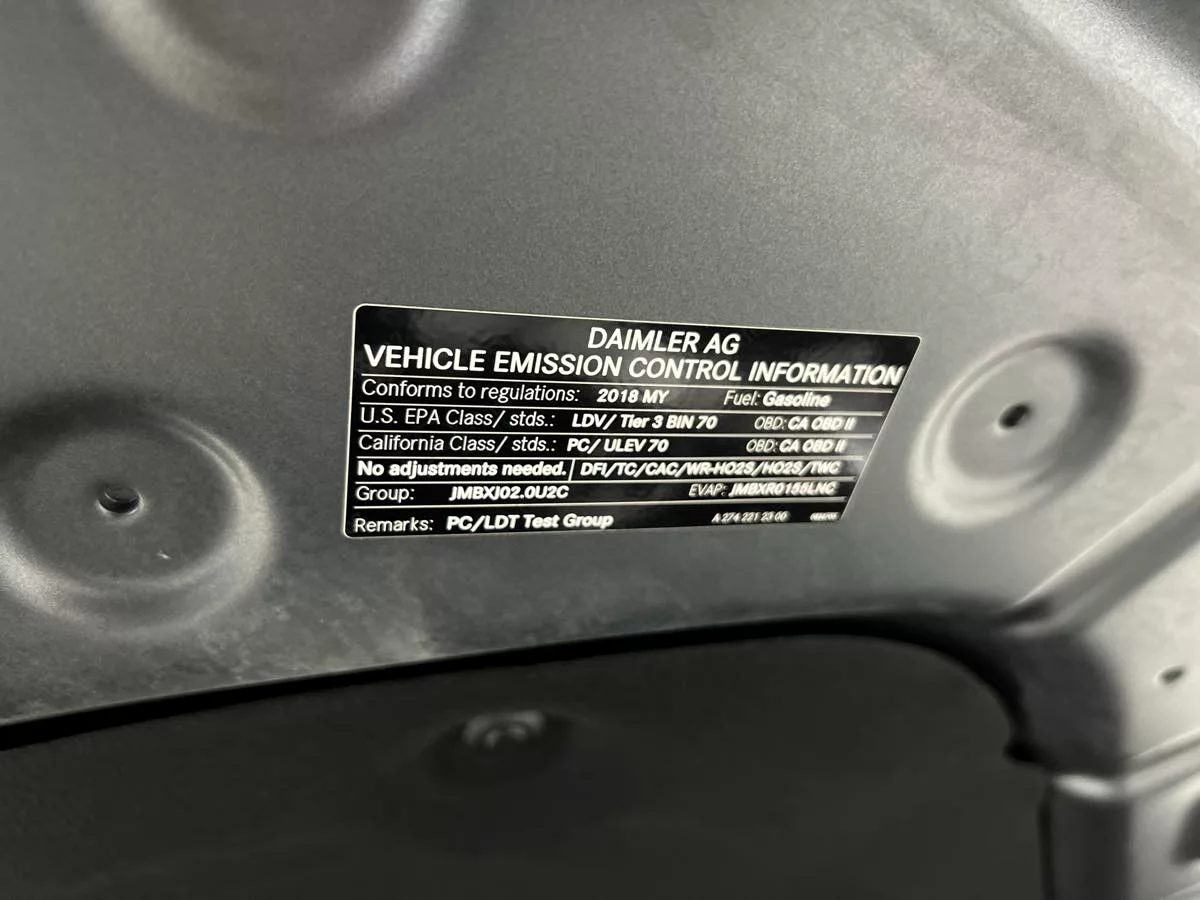 DAIMLER AG
VEHICLE EMISSION CONTROL INFORMATION
Conforms to regulations: 2018 MY Fuel: Gasoline
U.S. EPA Class/ stds.: LDV/ Tier 3 BIN 70 OBD: CA OBD II
California Class/ stds.: PC/ ULEV 70 OBD: CA OBD II
No adjustments needed. DFI/TC/CAC/WR-HO2S/HO2S/TWC
Group: JMBXJ02.0U2C EVAP: JMBXR0155LNC
Remarks: PC/LDT Test Group A 274 221 23 00